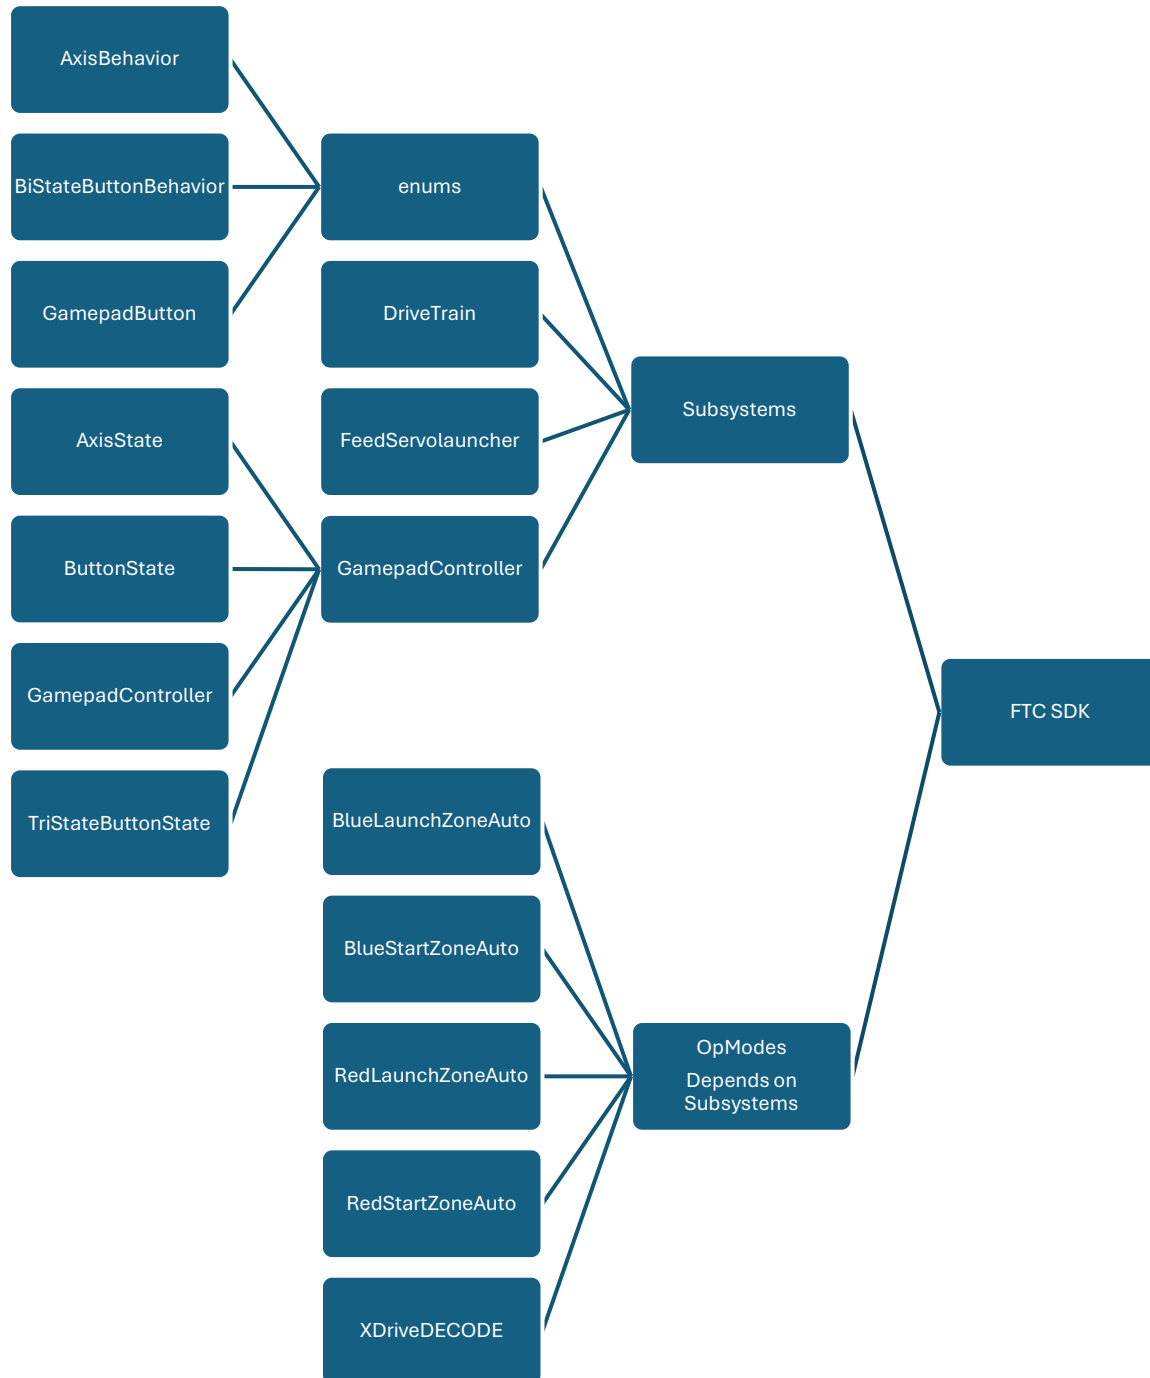 AxisBehavior
BiStateButtonBehavior
GamepadButton
AxisState
ButtonState
GamepadController
TriStateButtonState
enums
DriveTrain
FeedServolauncher
GamepadController
BlueLaunchZoneAuto
BlueStartZoneAuto
RedLaunchZoneAuto
RedStartZoneAuto
XDriveDECODE
Subsystems
OpModes
Depends on
Subsystems
FTC SDK